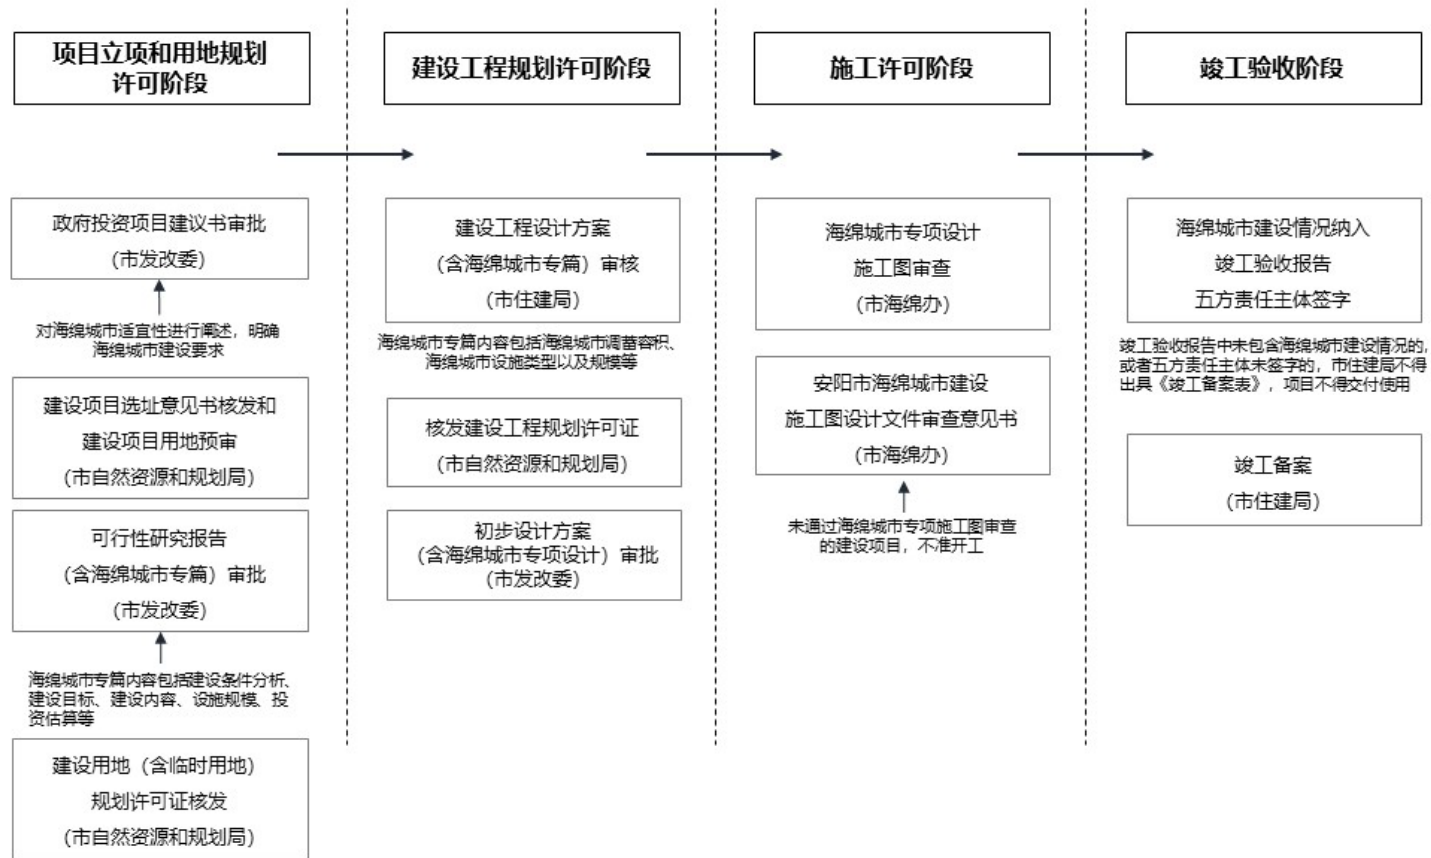 项目立项和用地规划
许可阶段
政府投资项目建议书审批
(市发改委)
对海绵城市适宜性进行阐述，明确
海绵城市建设要求
建设项目选址意见书核发和
建设项目用地预审
(市自然资源和规划局)
可行性研究报告
(含海绵城市专篇）审批
(市发改委)
海绵城市专篇内容包括建设条件分析、
建设目标、建设内容、设施规模、投
资估算等
建设用地（含临时用地）
规划许可证核发
(市自然资源和规划局)
建设工程规划许可阶段
建设工程设计方案
(含海绵城市专篇）审核
(市住建局)
海绵城市专篇内容包括海绵城市调蓄容积、
海绵城市设施类型以及规模等
核发建设工程规划许可证
(市自然资源和规划局)
初步设计方案
(含海绵城市专项设计）审批
(市发改委)
施工许可阶段
海绵城市专项设计
施工图审查
(市海绵办)
安阳市海绵城市建设
施工图设计文件审查意见书
(市海绵办)
未通过海绵城市专项施工图审查
的建设项目，不准开工
竣工验收阶段
海绵城市建设情况纳入
竣工验收报告
五方责任主体签字
竣工验收报告中未包含海绵城市建设情况的，
或者五方责任主体未签字的，市住建局不得
出具《竣工备案表》，项目不得交付使用
竣工备案
(市住建局)